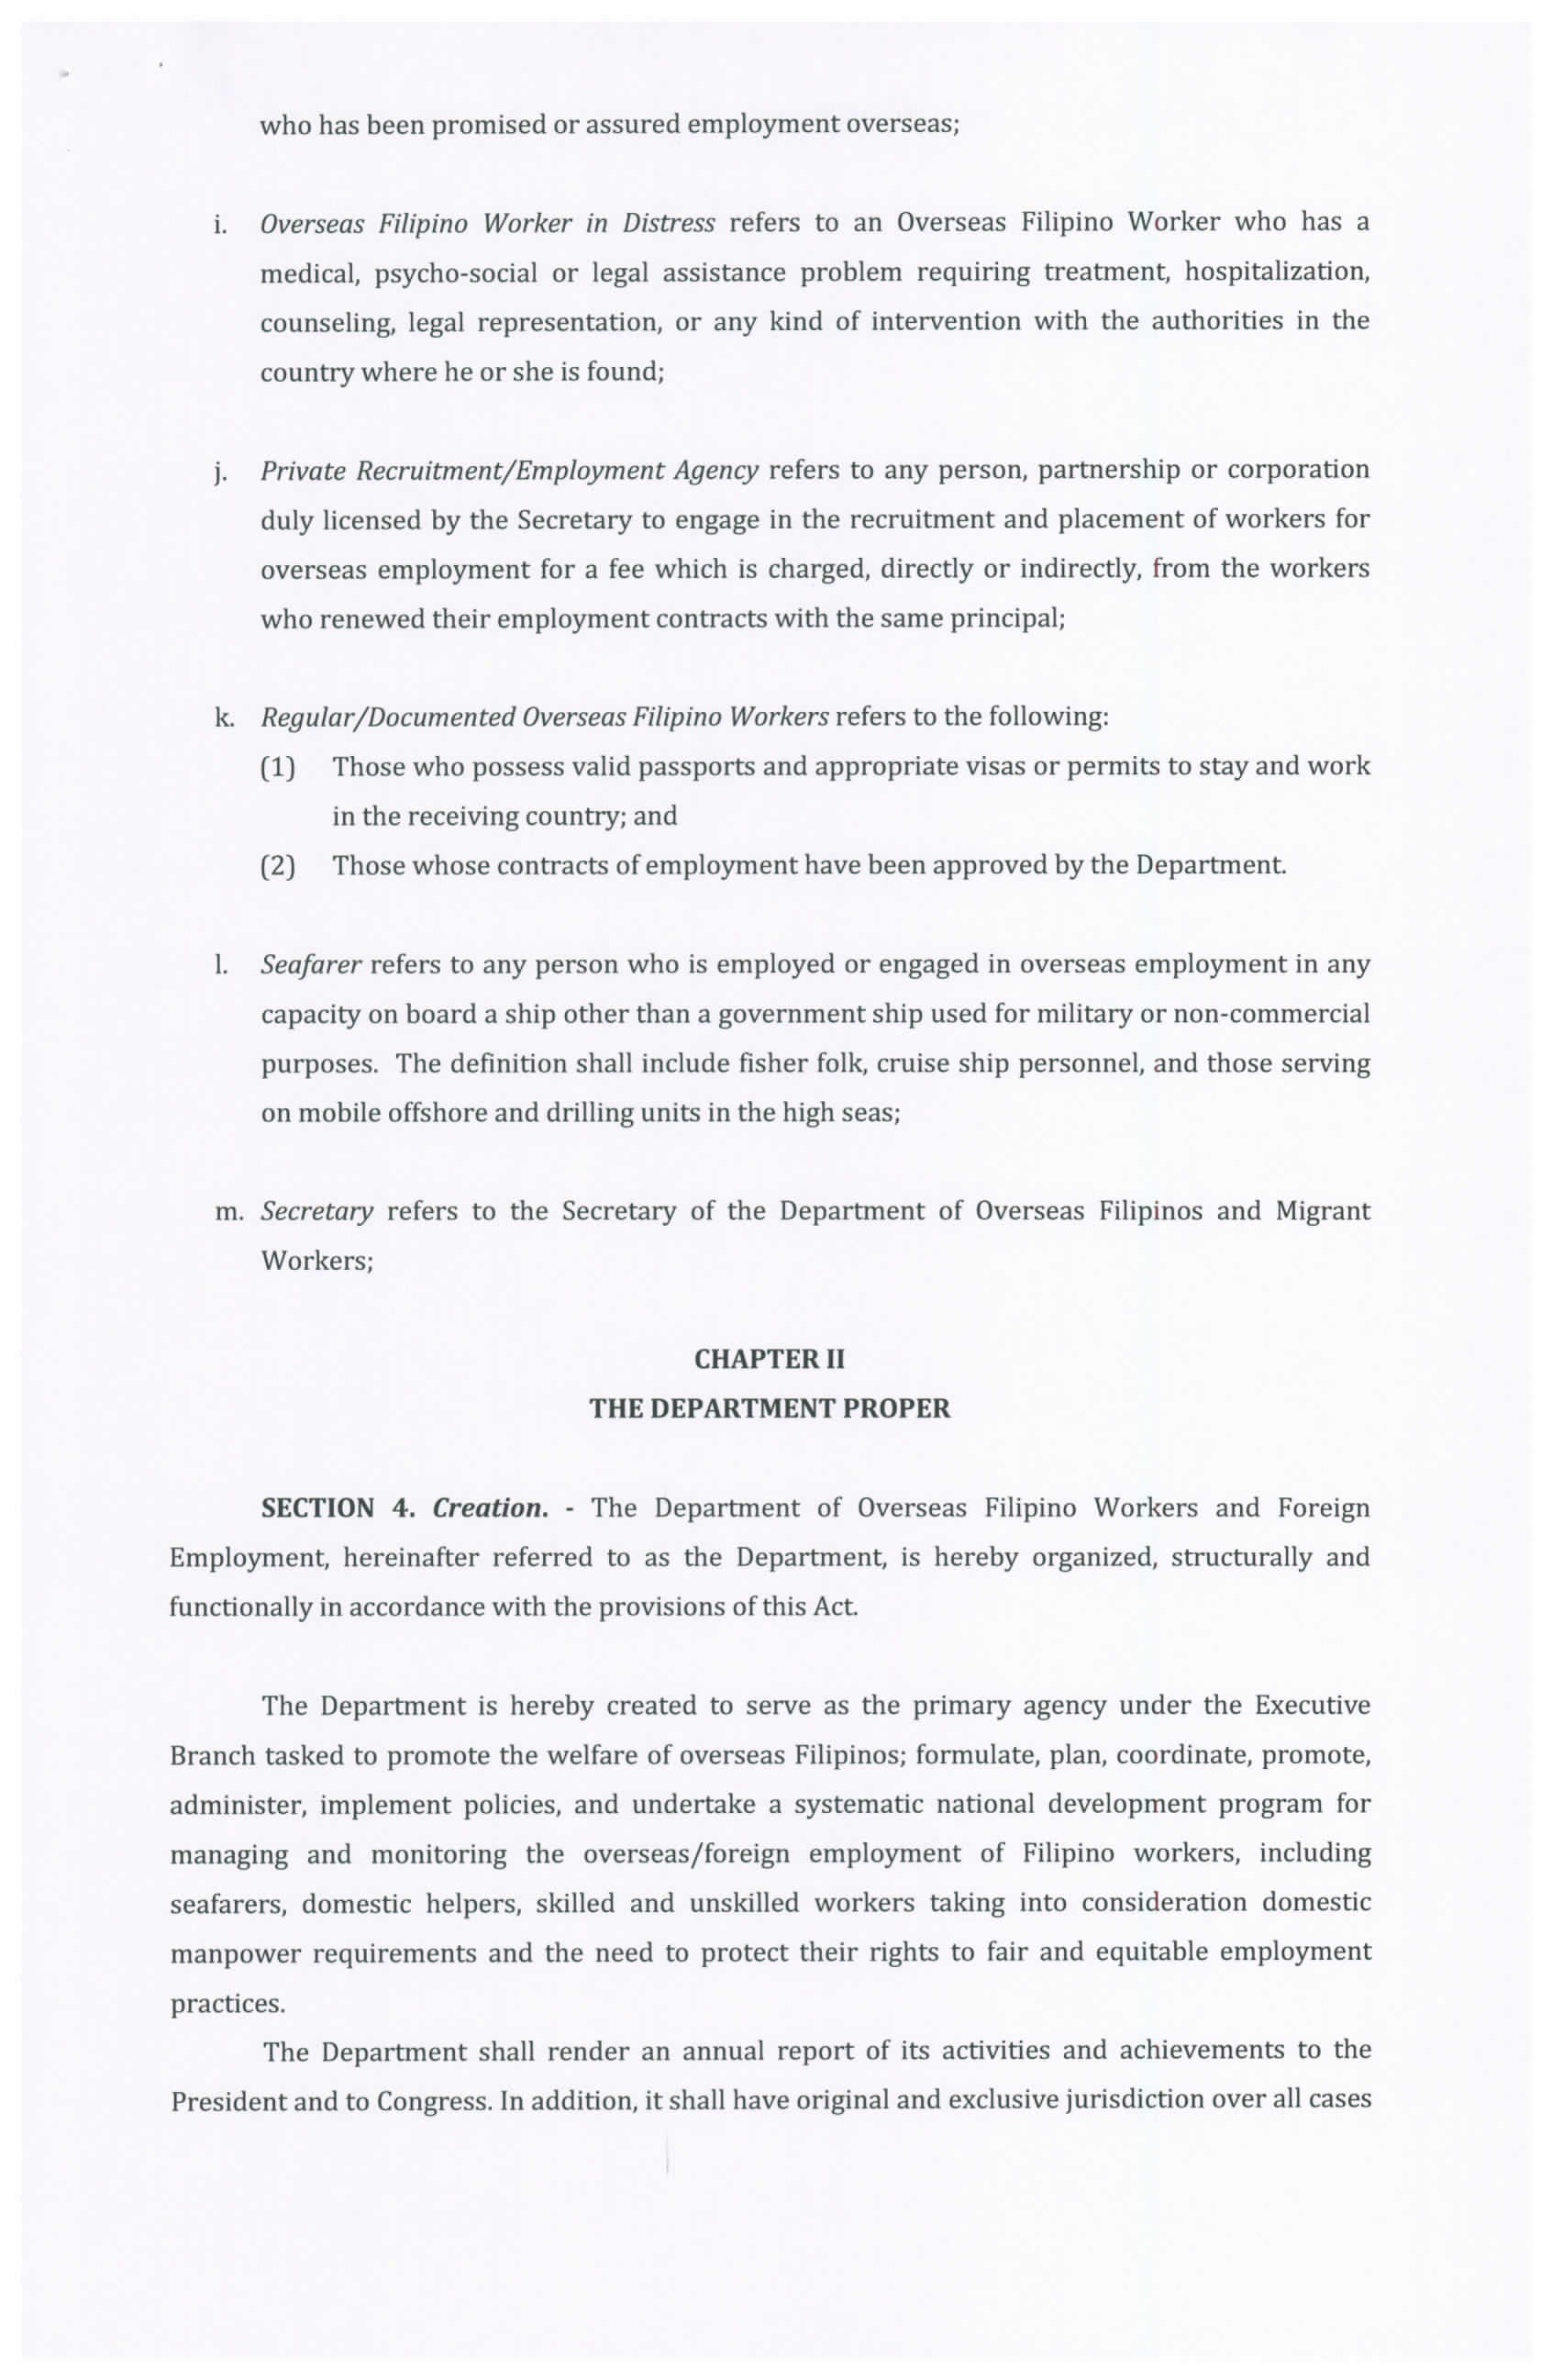 who has been promised or assured employment overseas;
i. Overseas Filipino Worker in Distress refers to an Overseas Filipino Worker who has a
medical, psycho-social or legal assistance problem requiring treatment, hospitalization,
counseling, legal representation, or any kind of intervention with the authorities in the
country where he or she is found;
j. Private Recruitment/Employment Agency refers to any person, partnership or corporation
duly licensed by the Secretary to engage in the recruitment and placement of workers for
overseas employment for a fee which is charged, directly or indirectly, from the workers
who renewed their employment contracts with the same principal;
k. Regular/Documented Overseas Filipino Workers refers to the following:
(1) Those who possess valid passports and appropriate visas or permits to stay and work
in the receiving country; and
(2) Those whose contracts of employment have been approved by the Department.
l. Seafarer refers to any person who is employed or engaged in overseas employment in any
capacity on board a ship other than a government ship used for military or non-commercial
purposes. The definition shall include fisher folk, cruise ship personnel, and those serving
on mobile offshore and drilling units in the high seas;
m. Secretary refers to the Secretary of the Department of Overseas Filipinos and Migrant
Workers;
CHAPTER II
THE DEPARTMENT PROPER
SECTION 4. Creation. - The Department of Overseas Filipino Workers and Foreign
Employment, hereinafter referred to as the Department, is hereby organized, structurally and
functionally in accordance with the provisions of this Act.
The Department is hereby created to serve as the primary agency under the Executive
Branch tasked to promote the welfare of overseas Filipinos; formulate, plan, coordinate, promote,
administer, implement policies, and undertake a systematic national development program for
managing and monitoring the overseas/foreign employment of Filipino workers, including
seafarers, domestic helpers, skilled and unskilled workers taking into consideration domestic
manpower requirements and the need to protect their rights to fair and equitable employment
practices.
The Department shall render an annual report of its activities and achievements to the
President and to Congress. In addition, it shall have original and exclusive jurisdiction over all cases